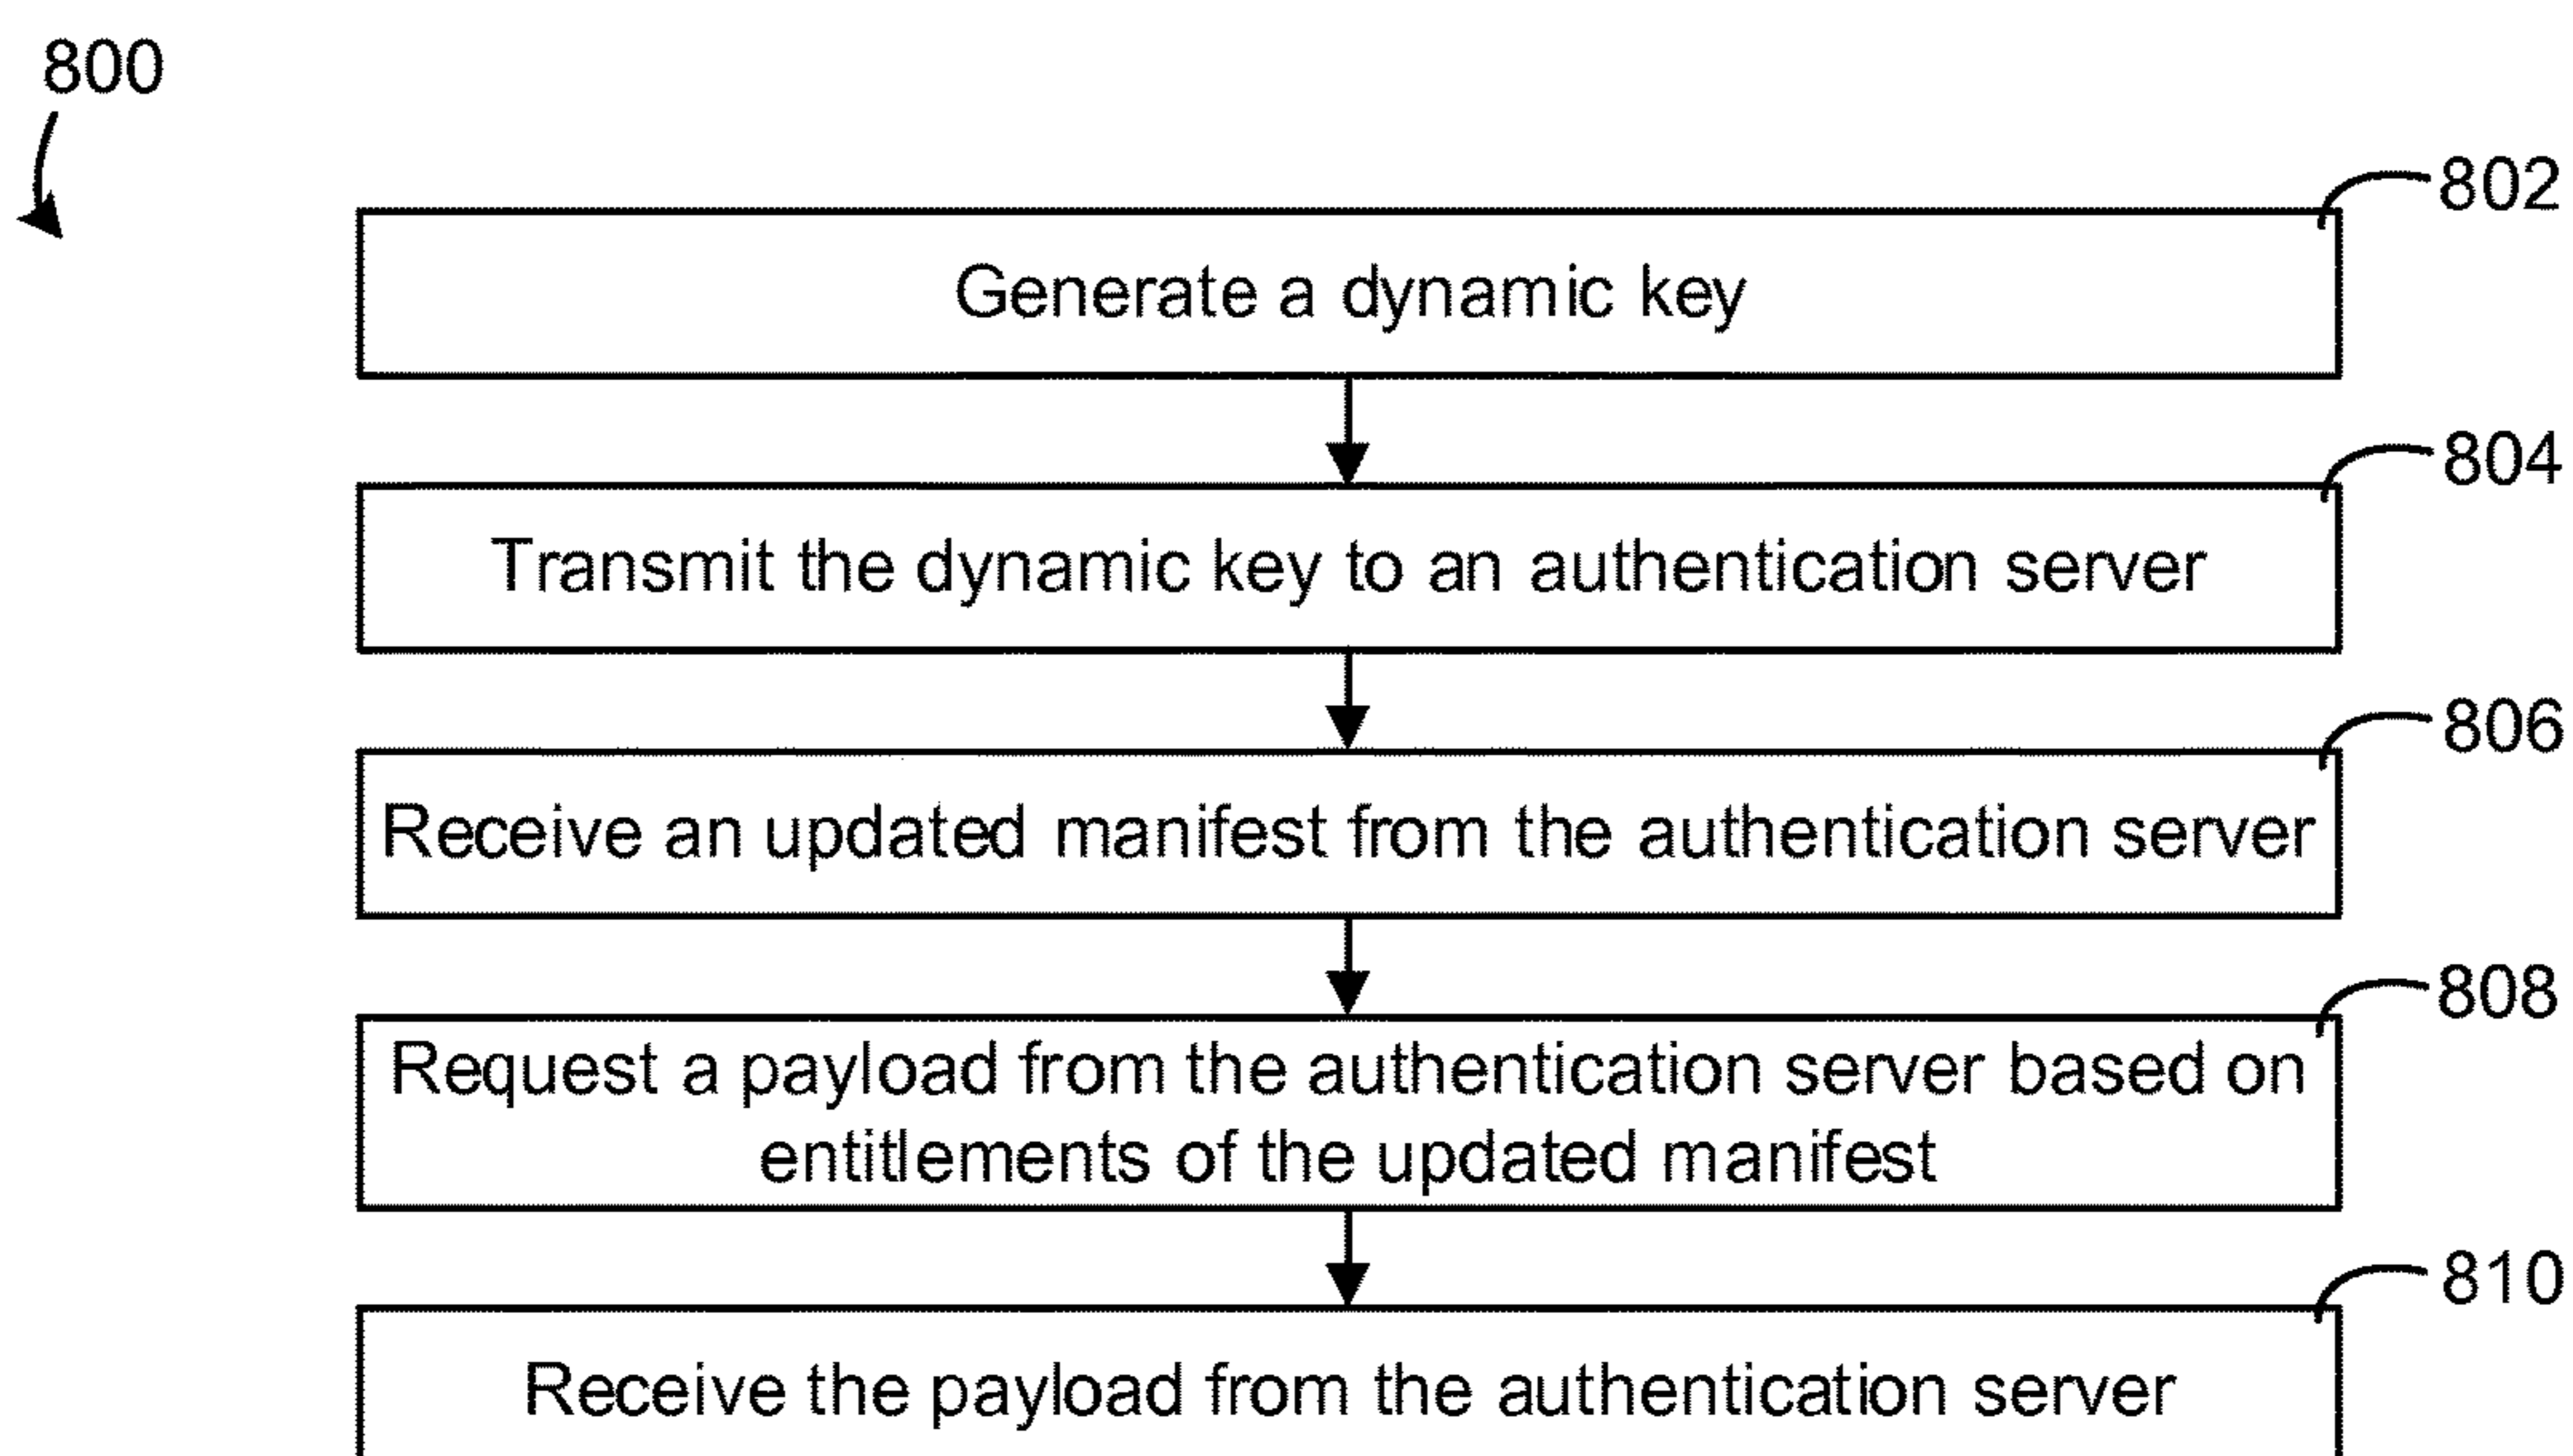 800
802
Generate a dynamic key
804
Transmit the dynamic key to an authentication server
806
Receive an updated manifest from the authentication server
808
Request a payload from the authentication server based on
entitlements of the updated manifest
810
Receive the payload from the authentication server